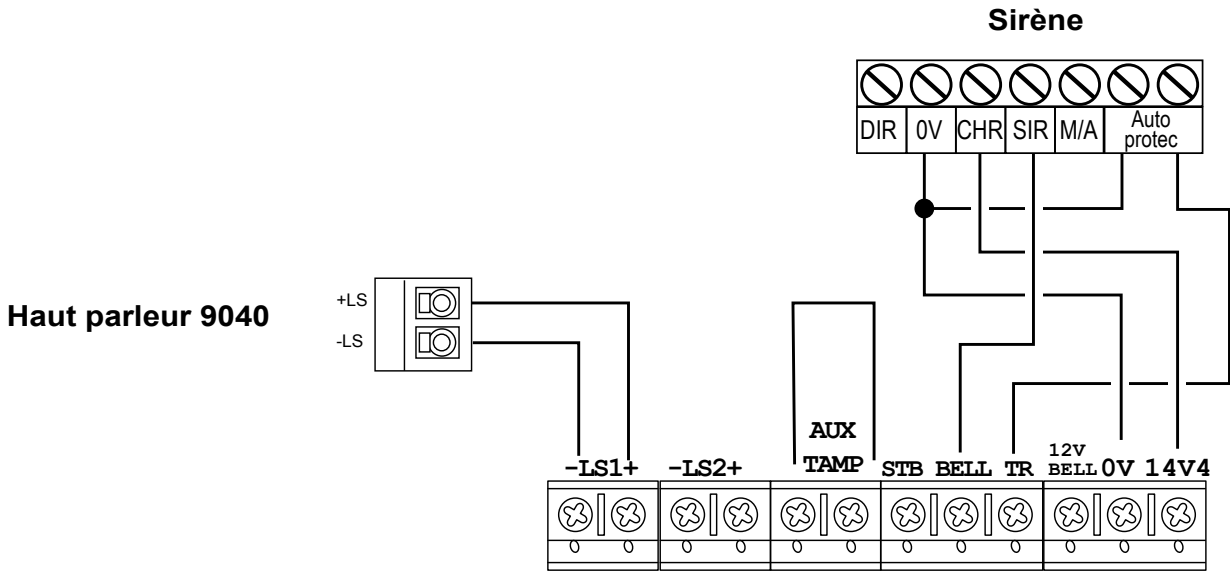 Sirène
DIR 0V CHR SIR M/A Auto
protec
Haut parleur 9040
+LS
-LS
AUX
TAMP
-LS1+ -LS2+ STB BELL TR 12V
BELL 0V 14V4